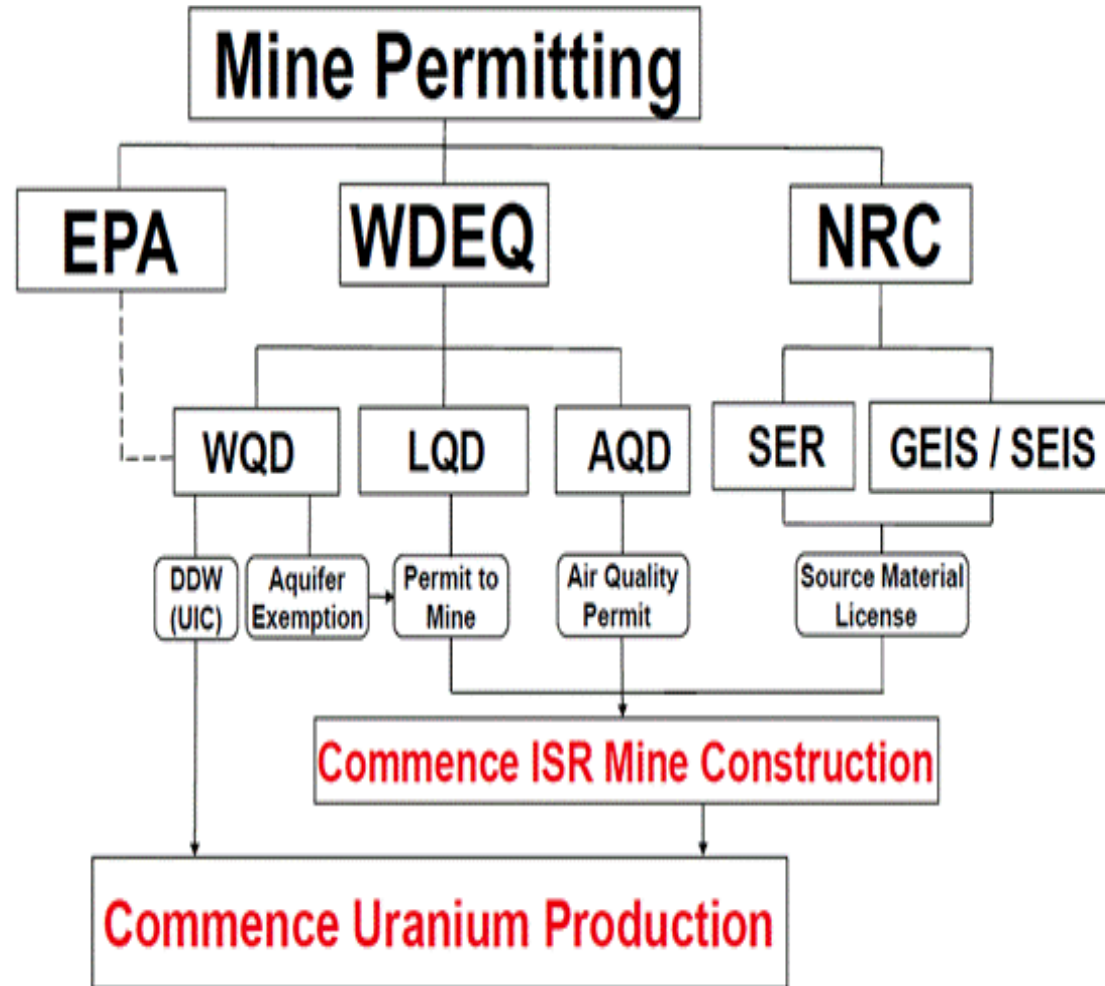 Mine Permitting
EPA
WDEQ
NRC
WQD
LQD
AQD
SER
GEIS / SEIS
DDW
(UIC)
Aquifer
Exemption
Permit to
Mine
Air Quality
Permit
Source Material
License
Commence ISR Mine Construction
Commence Uranium Production